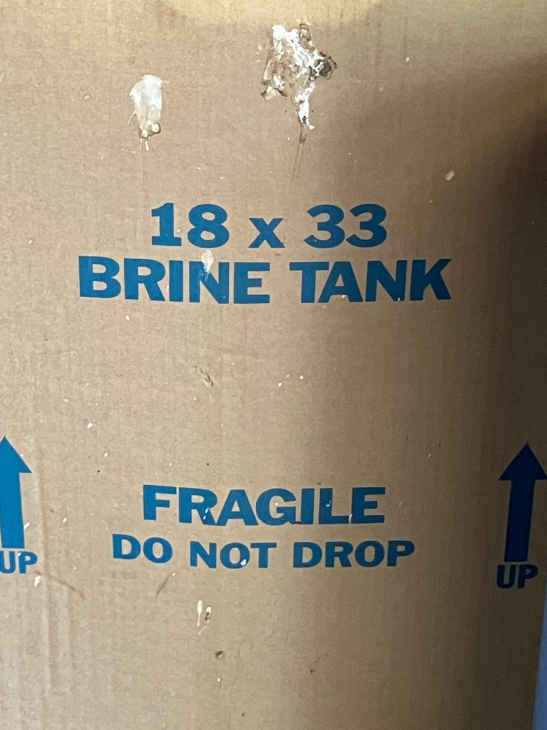 18 x 33
BRINE TANK
FRAGILE
DO NOT DROP
UP
UP